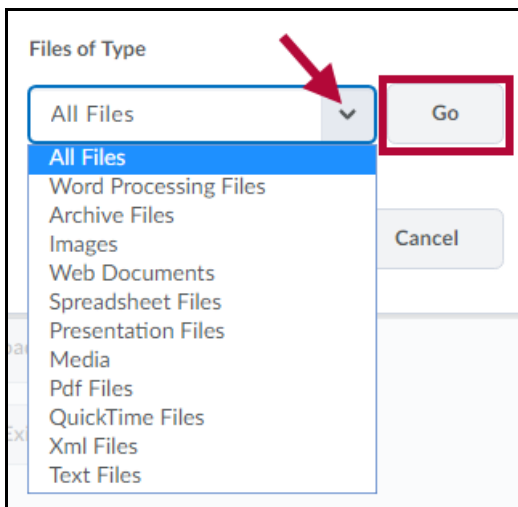 Files of Type
All Files
Go
All Files
Word Processing Files
Archive Files
Images
Cancel
Web Documents
Spreadsheet Files
Presentation Files
Media
Pdf Files
QuickTime Files
Xml Files
Text Files